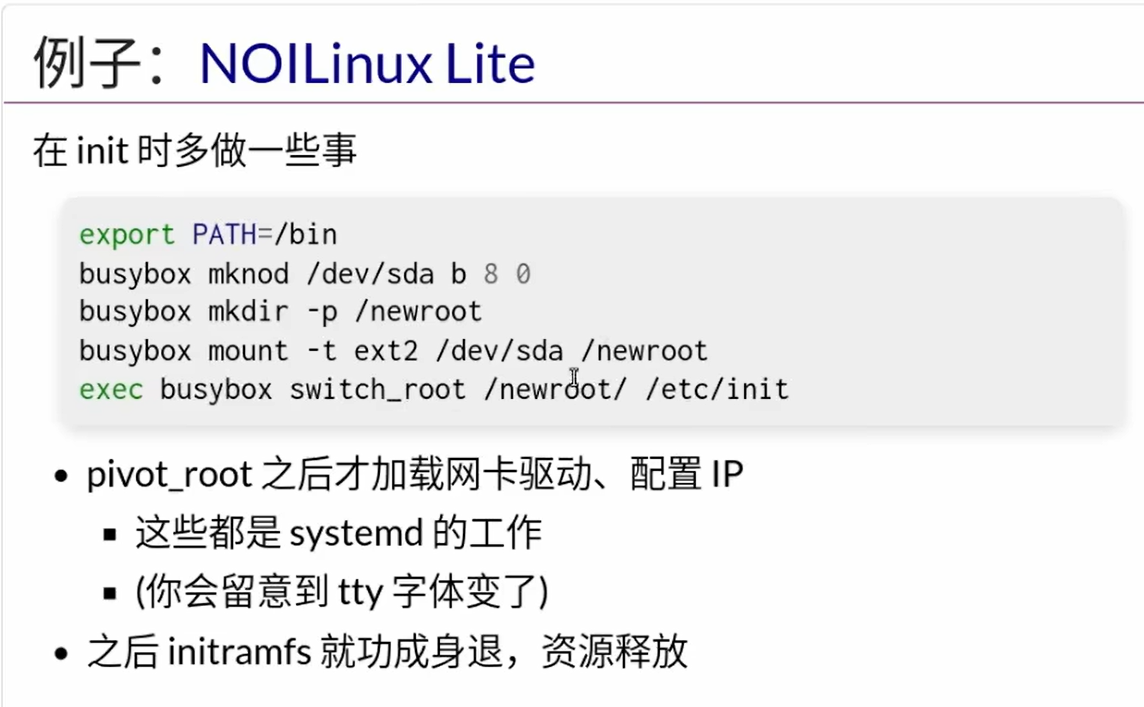 例子：NOILinux Lite
在 init 时多做一些事
export PATH=/bin
busybox mknod /dev/sda b 8 0
busybox mkdir -p /newroot
busybox mount -t ext2 /dev/sda /newroot
exec busybox switch_root /newroot/ /etc/init
• pivot_root 之后才加载网卡驱动、配置 IP
▪ 这些都是 systemd 的工作
▪ (你会留意到 tty 字体变了)
• 之后 initramfs 就功成身退，资源释放